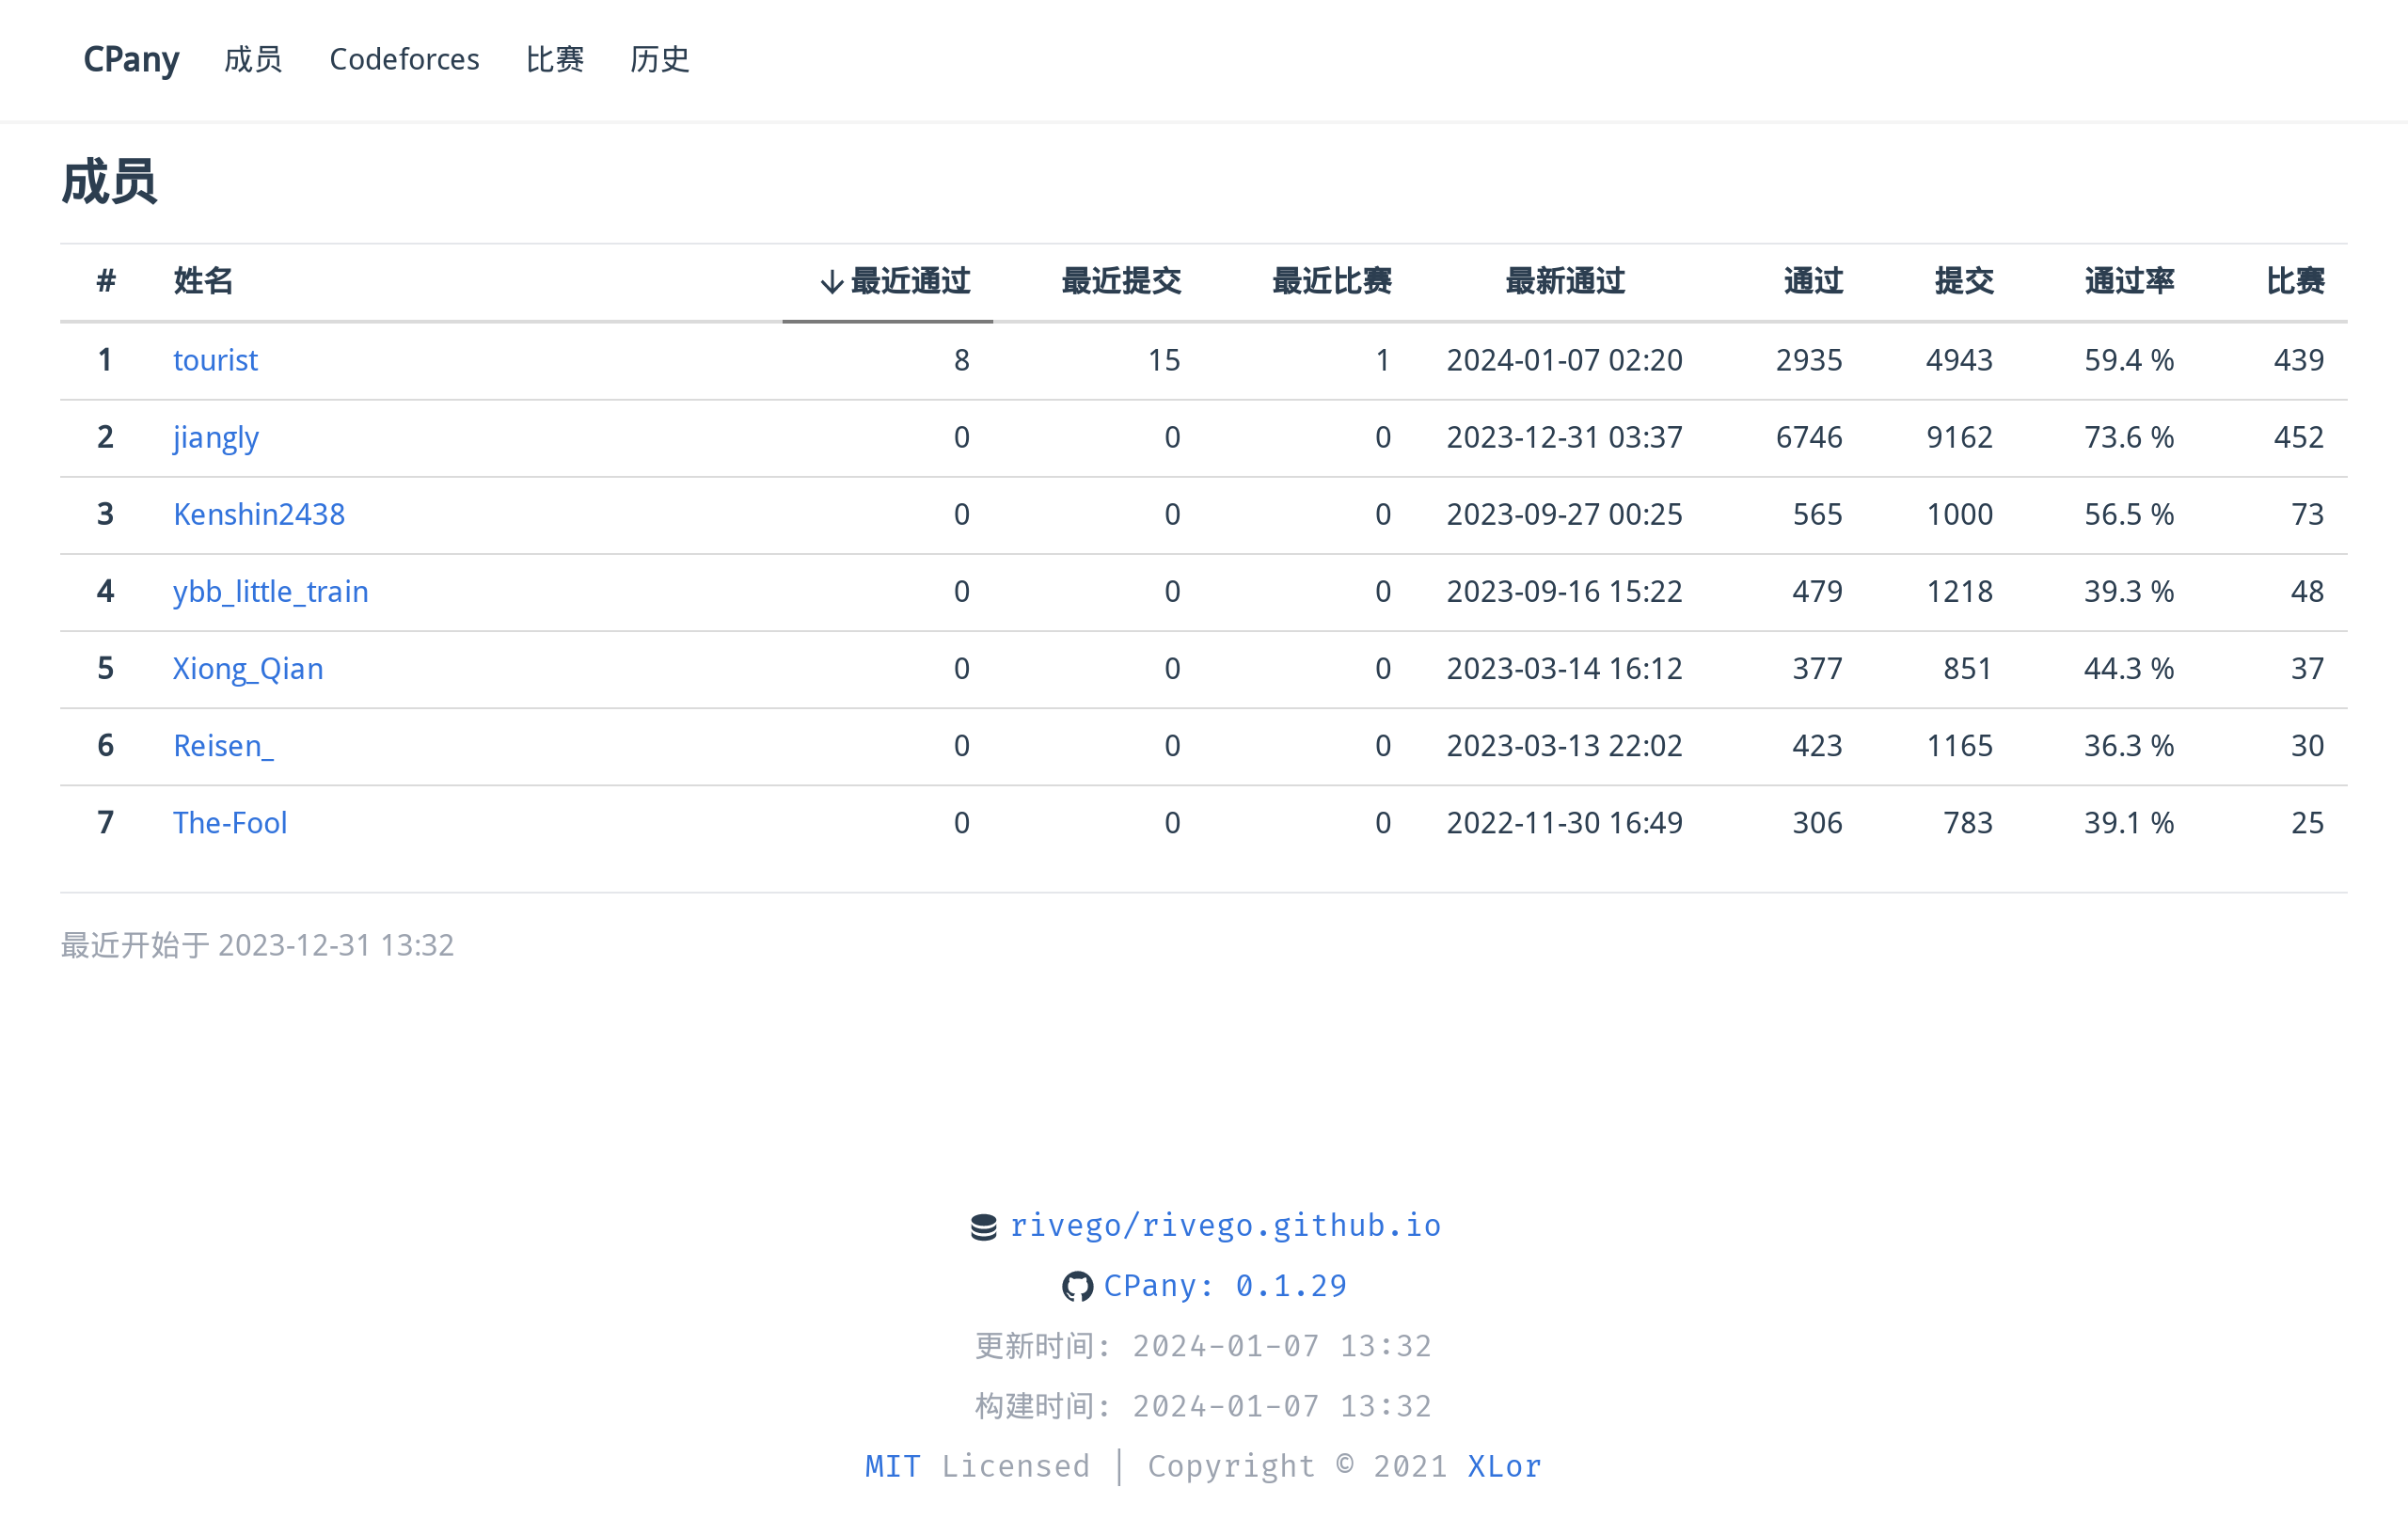 CPany 成员 Codeforces 比赛 历史
成员
# 姓名 ↓最近通过 最近提交 最近比赛 最新通过 通过 提交 通过率 比赛
1 tourist 8 15 1 2024-01-07 02:20 2935 4943 59.4 % 439
2 jiangly 0 0 0 2023-12-31 03:37 6746 9162 73.6 % 452
3 Kenshin2438 0 0 0 2023-09-27 00:25 565 1000 56.5 % 73
4 ybb_little_train 0 0 0 2023-09-16 15:22 479 1218 39.3 % 48
5 Xiong_Qian 0 0 0 2023-03-14 16:12 377 851 44.3 % 37
6 Reisen_ 0 0 0 2023-03-13 22:02 423 1165 36.3 % 30
7 The-Fool 0 0 0 2022-11-30 16:49 306 783 39.1 % 25
最近开始于 2023-12-31 13:32
rivego/rivego.github.io
CPany: 0.1.29
更新时间: 2024-01-07 13:32
构建时间: 2024-01-07 13:32
MIT Licensed | Copyright © 2021 XLor